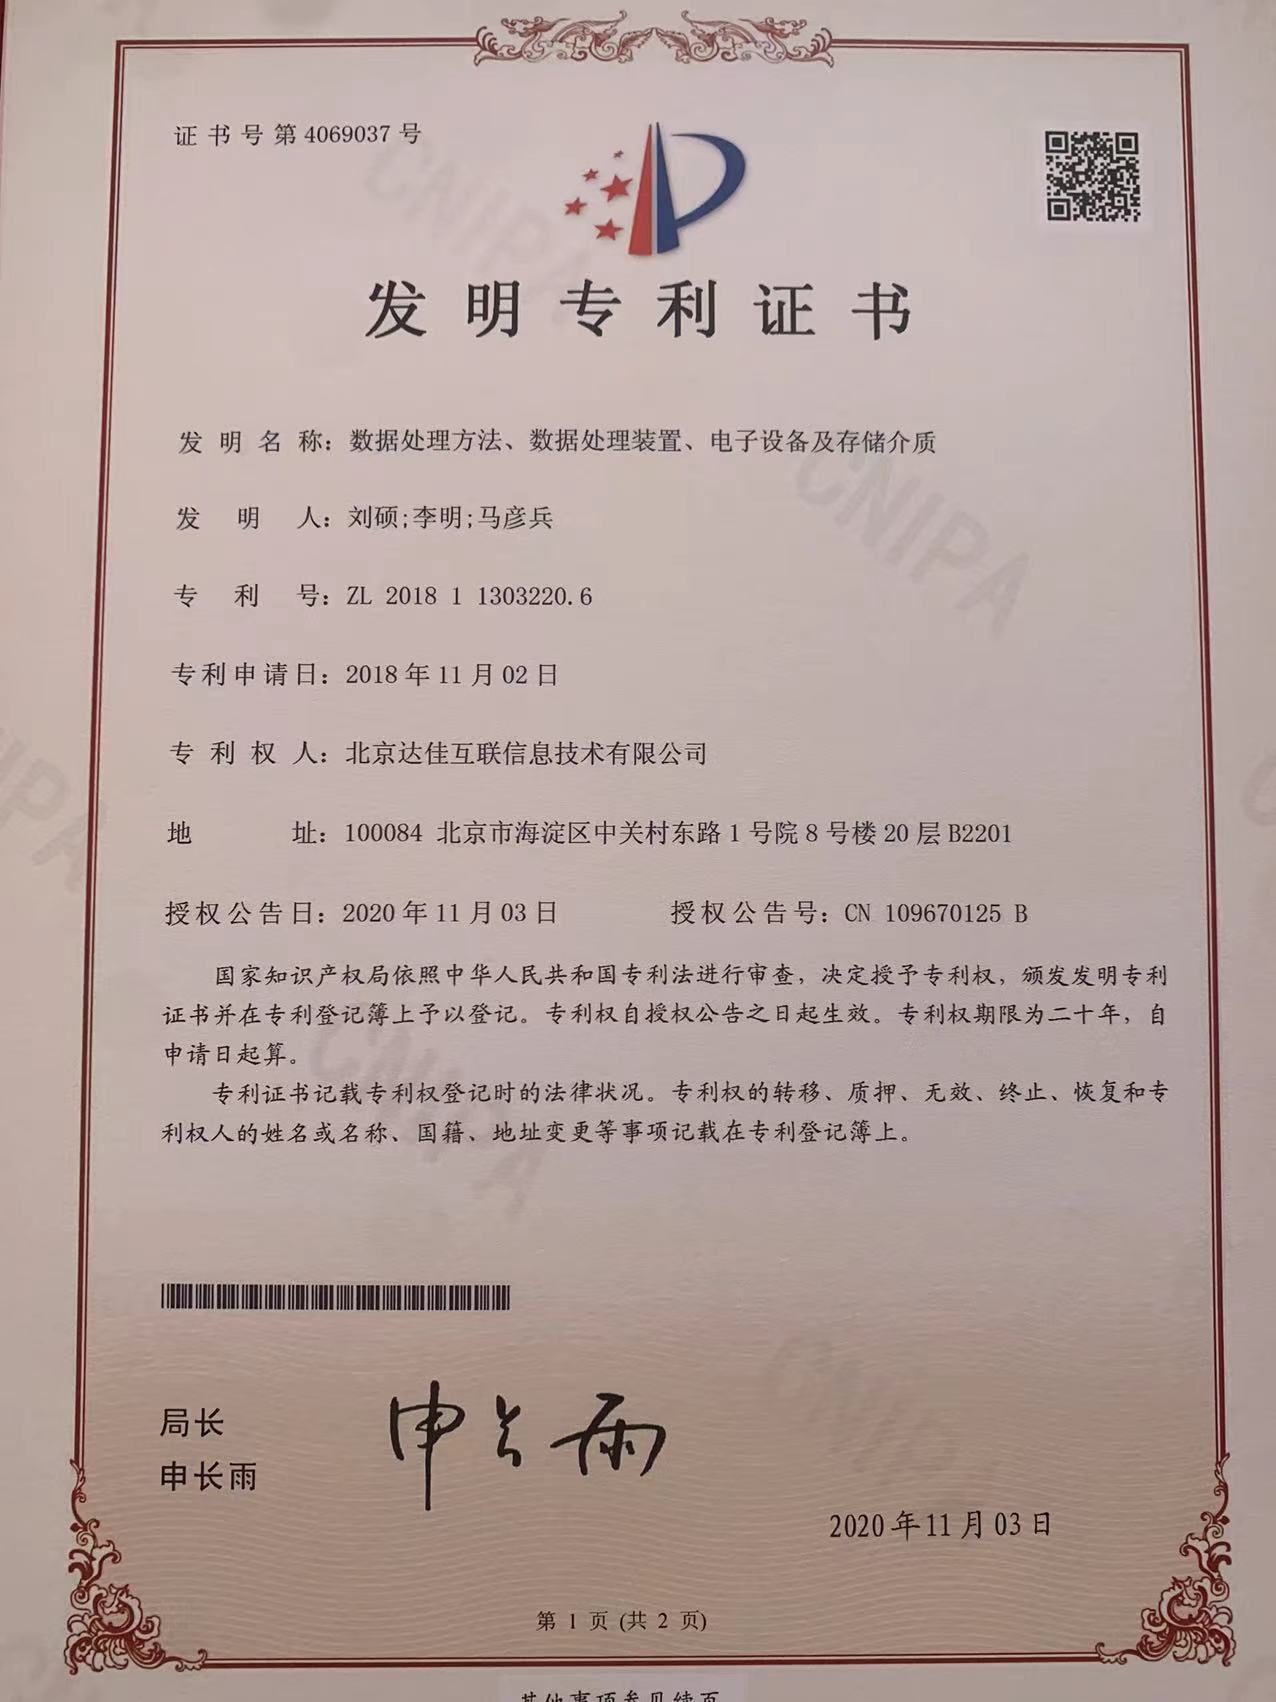 证书号第4069037号
发明专利证书
发明名称：数据处理方法、数据处理装置、电子设备及存储介质
发明人：刘硕;李明;马彦兵
专利号：ZL 2018 1 1303220.6
专利申请日：2018年11月02日
专利权人：北京达佳互联信息技术有限公司
地址：100084 北京市海淀区中关村东路1号院8号楼20层B2201
授权公告日：2020年11月03日 授权公告号：CN 109670125 B
国家知识产权局依照中华人民共和国专利法进行审查，决定授予专利权，颁发发明专利
证书并在专利登记簿上予以登记。专利权自授权公告之日起生效。专利权期限为二十年，自
申请日起算。
专利证书记载专利权登记时的法律状况。专利权的转移、质押、无效、终止、恢复和专
利权人的姓名或名称、国籍、地址变更等事项记载在专利登记簿上。
局长
申长雨
申长雨
2020年11月03日
第 1 页 (共 2 页)
其他事项参见续页
CNIPA
CNIPA
CNIPA